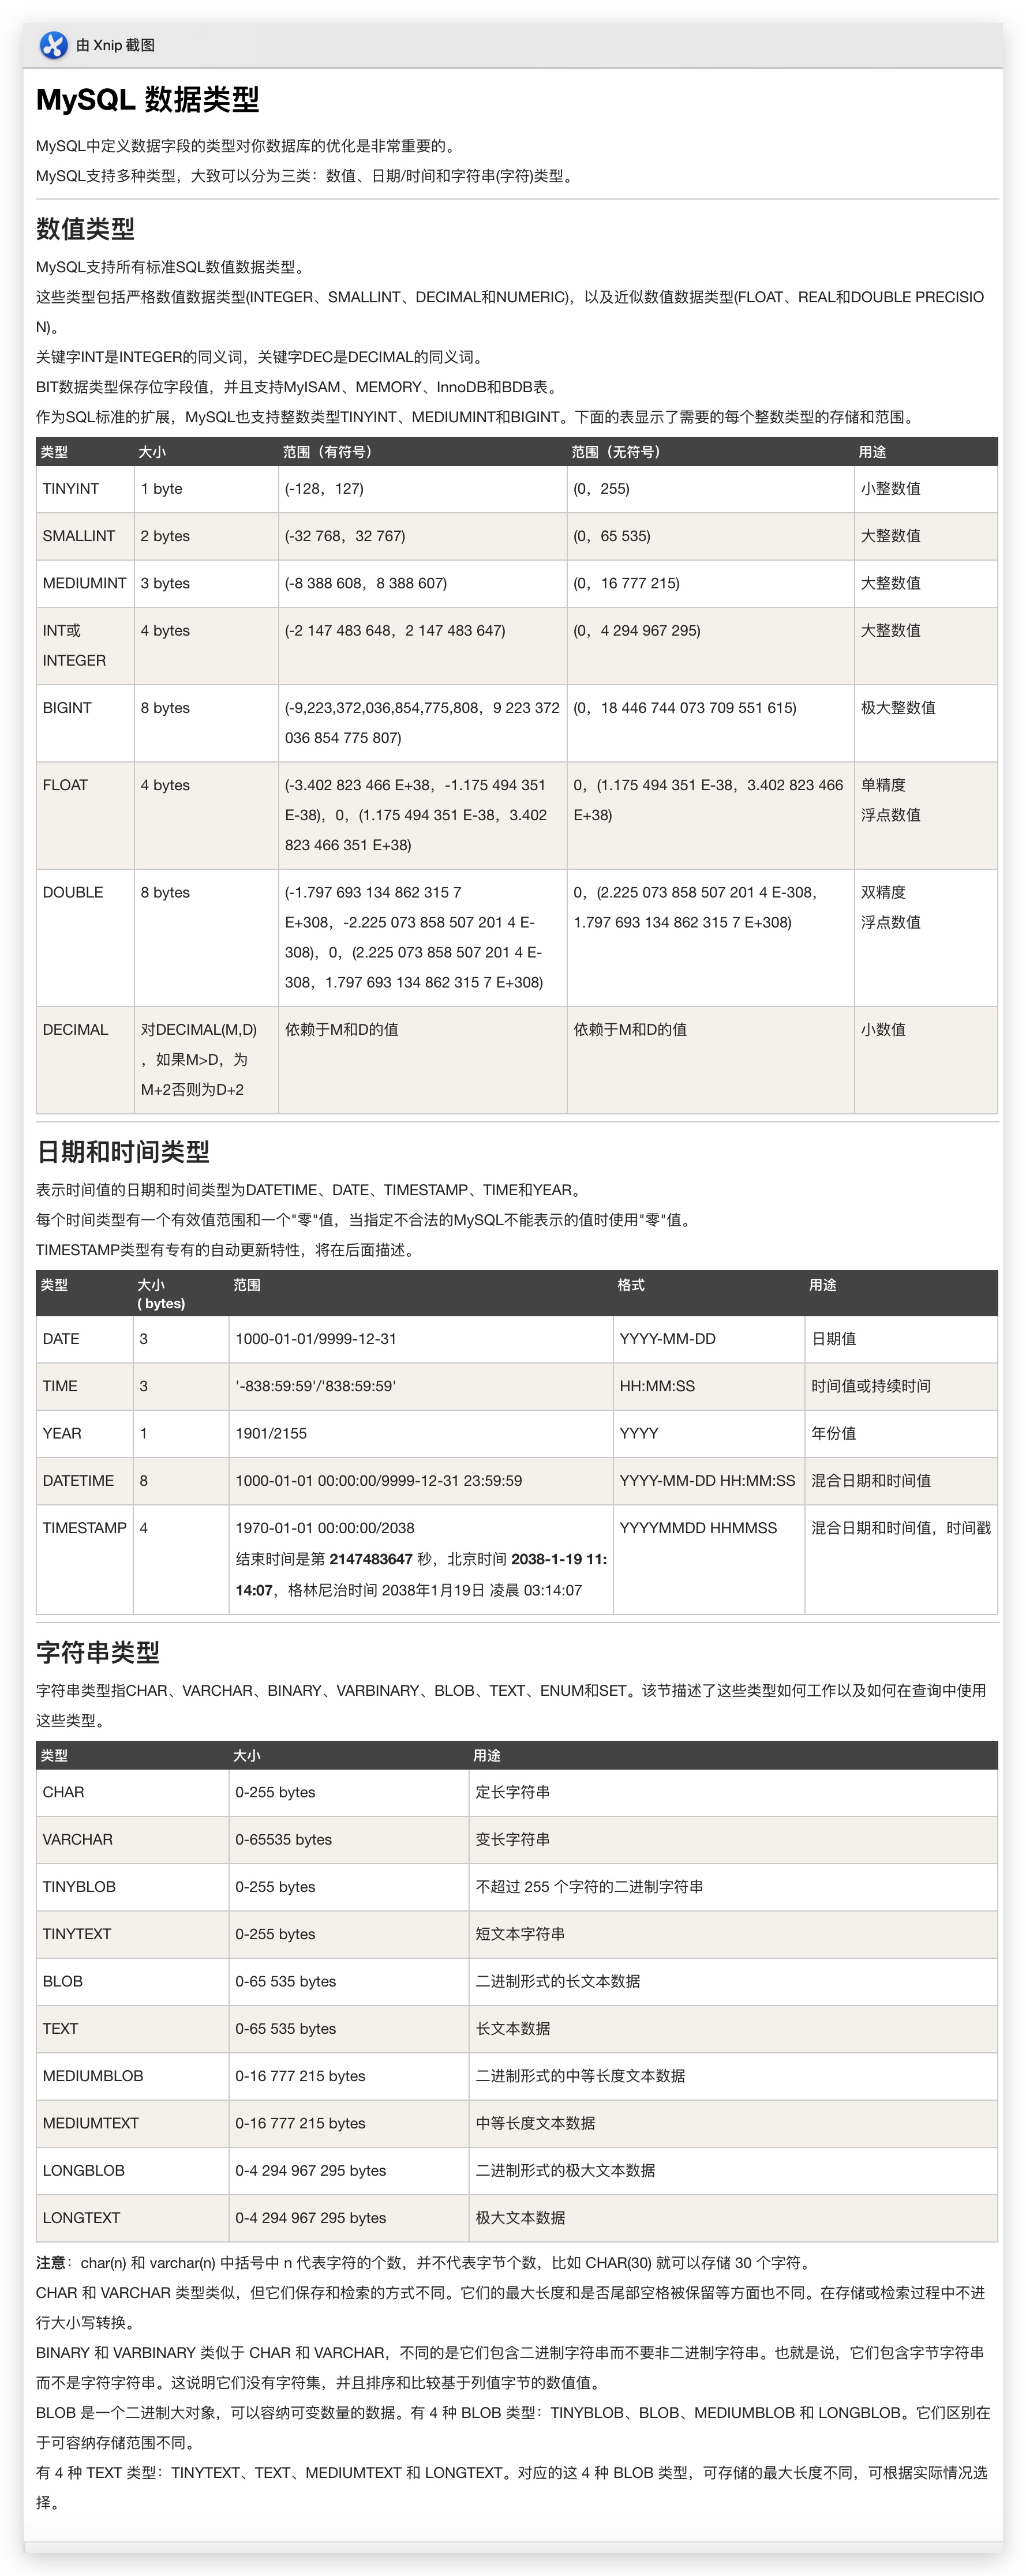 由 Xnip 截图
MySQL 数据类型
MySQL中定义数据字段的类型对你数据库的优化是非常重要的。
MySQL支持多种类型，大致可以分为三类：数值、日期/时间和字符串(字符)类型。
数值类型
MySQL支持所有标准SQL数值数据类型。
这些类型包括严格数值数据类型(INTEGER、SMALLINT、DECIMAL和NUMERIC)，以及近似数值数据类型(FLOAT、REAL和DOUBLE PRECISIO
N)。
关键字INT是INTEGER的同义词，关键字DEC是DECIMAL的同义词。
BIT数据类型保存位字段值，并且支持MyISAM、MEMORY、InnoDB和BDB表。
作为SQL标准的扩展，MySQL也支持整数类型TINYINT、MEDIUMINT和BIGINT。下面的表显示了需要的每个整数类型的存储和范围。
类型 大小 范围（有符号） 范围（无符号） 用途
TINYINT 1 byte (-128，127) (0，255) 小整数值
SMALLINT 2 bytes (-32 768，32 767) (0，65 535) 大整数值
MEDIUMINT 3 bytes (-8 388 608，8 388 607) (0，16 777 215) 大整数值
INT或 4 bytes (-2 147 483 648，2 147 483 647) (0，4 294 967 295) 大整数值
INTEGER
BIGINT 8 bytes (-9,223,372,036,854,775,808，9 223 372 (0，18 446 744 073 709 551 615) 极大整数值
036 854 775 807)
FLOAT 4 bytes (-3.402 823 466 E+38，-1.175 494 351 0，(1.175 494 351 E-38，3.402 823 466 单精度
E-38)，0，(1.175 494 351 E-38，3.402 E+38) 浮点数值
823 466 351 E+38)
DOUBLE 8 bytes (-1.797 693 134 862 315 7 0，(2.225 073 858 507 201 4 E-308， 双精度
E+308，-2.225 073 858 507 201 4 E- 1.797 693 134 862 315 7 E+308) 浮点数值
308)，0，(2.225 073 858 507 201 4 E-
308，1.797 693 134 862 315 7 E+308)
DECIMAL 对DECIMAL(M,D) 依赖于M和D的值 依赖于M和D的值 小数值
，如果M>D，为
M+2否则为D+2
日期和时间类型
表示时间值的日期和时间类型为DATETIME、DATE、TIMESTAMP、TIME和YEAR。
每个时间类型有一个有效值范围和一个"零"值，当指定不合法的MySQL不能表示的值时使用"零"值。
TIMESTAMP类型有专有的自动更新特性，将在后面描述。
类型 大小 范围 格式 用途
( bytes)
DATE 3 1000-01-01/9999-12-31 YYYY-MM-DD 日期值
TIME 3 '-838:59:59'/'838:59:59' HH:MM:SS 时间值或持续时间
YEAR 1 1901/2155 YYYY 年份值
DATETIME 8 1000-01-01 00:00:00/9999-12-31 23:59:59 YYYY-MM-DD HH:MM:SS 混合日期和时间值
TIMESTAMP 4 1970-01-01 00:00:00/2038 YYYYMMDD HHMMSS 混合日期和时间值，时间戳
结束时间是第 2147483647 秒，北京时间 2038-1-19 11:
14:07，格林尼治时间 2038年1月19日 凌晨 03:14:07
字符串类型
字符串类型指CHAR、VARCHAR、BINARY、VARBINARY、BLOB、TEXT、ENUM和SET。该节描述了这些类型如何工作以及如何在查询中使用
这些类型。
类型 大小 用途
CHAR 0-255 bytes 定长字符串
VARCHAR 0-65535 bytes 变长字符串
TINYBLOB 0-255 bytes 不超过 255 个字符的二进制字符串
TINYTEXT 0-255 bytes 短文本字符串
BLOB 0-65 535 bytes 二进制形式的长文本数据
TEXT 0-65 535 bytes 长文本数据
MEDIUMBLOB 0-16 777 215 bytes 二进制形式的中等长度文本数据
MEDIUMTEXT 0-16 777 215 bytes 中等长度文本数据
LONGBLOB 0-4 294 967 295 bytes 二进制形式的极大文本数据
LONGTEXT 0-4 294 967 295 bytes 极大文本数据
注意：char(n) 和 varchar(n) 中括号中 n 代表字符的个数，并不代表字节个数，比如 CHAR(30) 就可以存储 30 个字符。
CHAR 和 VARCHAR 类型类似，但它们保存和检索的方式不同。它们的最大长度和是否尾部空格被保留等方面也不同。在存储或检索过程中不进
行大小写转换。
BINARY 和 VARBINARY 类似于 CHAR 和 VARCHAR，不同的是它们包含二进制字符串而不要非二进制字符串。也就是说，它们包含字节字符串
而不是字符字符串。这说明它们没有字符集，并且排序和比较基于列值字节的数值值。
BLOB 是一个二进制大对象，可以容纳可变数量的数据。有 4 种 BLOB 类型：TINYBLOB、BLOB、MEDIUMBLOB 和 LONGBLOB。它们区别在
于可容纳存储范围不同。
有 4 种 TEXT 类型：TINYTEXT、TEXT、MEDIUMTEXT 和 LONGTEXT。对应的这 4 种 BLOB 类型，可存储的最大长度不同，可根据实际情况选
择。